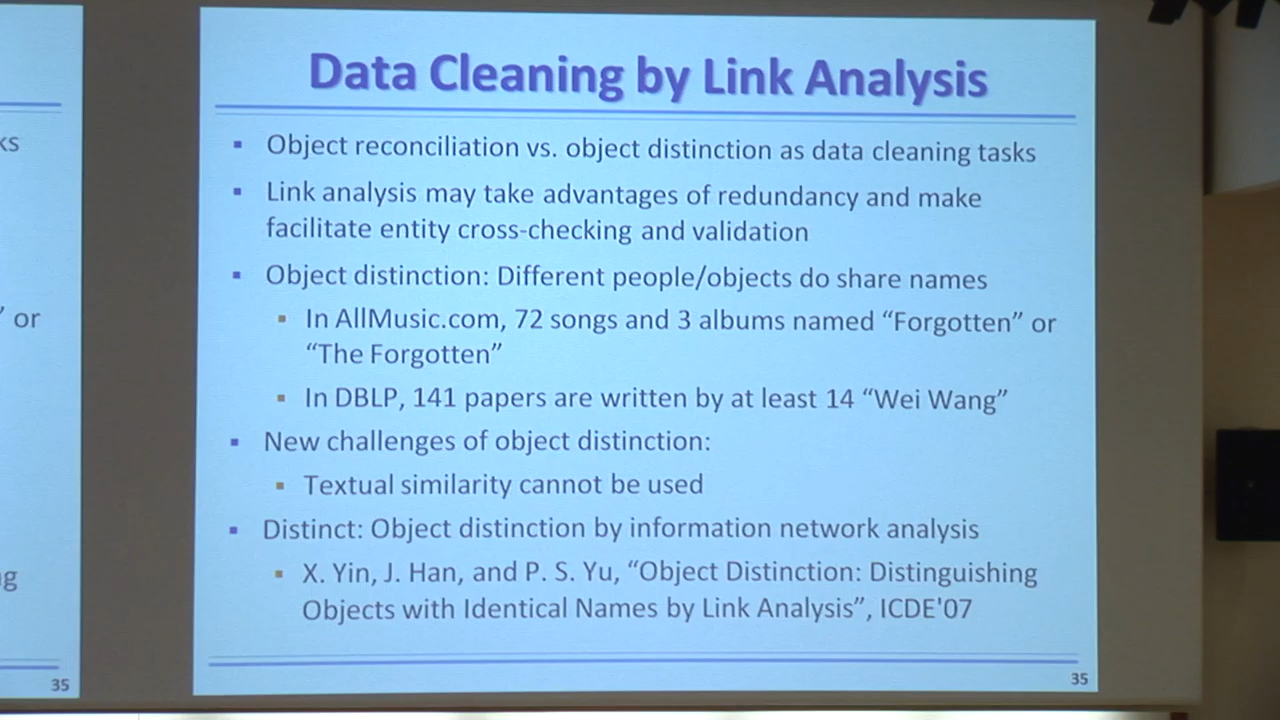 Data Cleaning by Link Analysis
Object reconciliation vs. object distinction as data cleaning tasks
Link analysis may take advantages of redundancy and make
facilitate entity cross-checking and validation
Object distinction: Different people/objects do share names
In AllMusic.com, 72 songs and 3 albums named “Forgotten” or
“The Forgotten”
In DBLP, 141 papers are written by at least 14 “Wei Wang”
New challenges of object distinction:
Textual similarity cannot be used
Distinct: Object distinction by information network analysis
X. Yin, J. Han, and P. S. Yu, “Object Distinction: Distinguishing
Objects with Identical Names by Link Analysis”, ICDE'07
35
” or
35